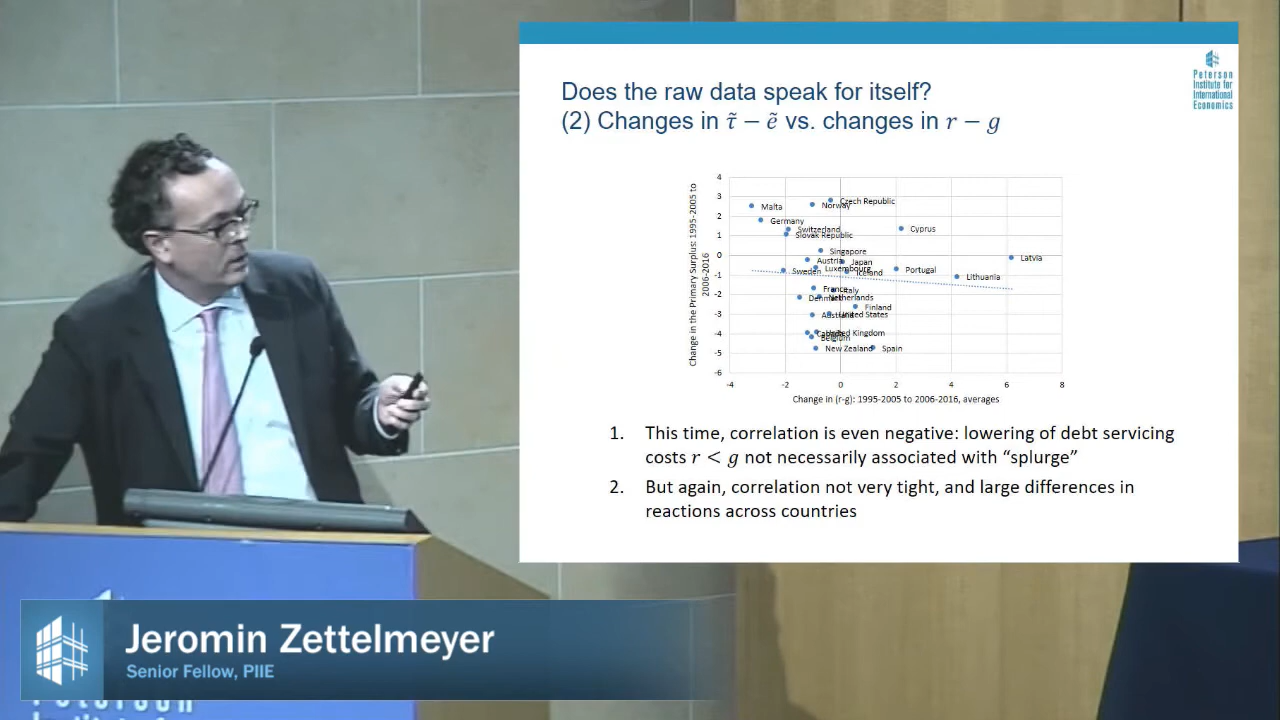 Does the raw data speak for itself?
(2) Changes in τ̃ − ẽ vs. changes in r − g
Peterson
Institute for
International
Economics
Change in the Primary Surplus: 1995-2005 to
2006-2016
4
3
2
1
0
-1
-2
-3
-4
-5
-6
Malta
Norway
Czech Republic
Germany
Switzerland
Slovak Republic
Cyprus
Singapore
Austria
Japan
Latvia
Sweden
Luxembourg
Iceland
Portugal
Lithuania
France
Italy
Denmark
Netherlands
Finland
Australia
United States
Canada
United Kingdom
Belgium
New Zealand
Spain
-4
-2
0
2
4
6
8
Change in (r-g): 1995-2005 to 2006-2016, averages
1. This time, correlation is even negative: lowering of debt servicing
costs r < g not necessarily associated with “splurge”
2. But again, correlation not very tight, and large differences in
reactions across countries
Jeromin Zettelmeyer
Senior Fellow, PIIE